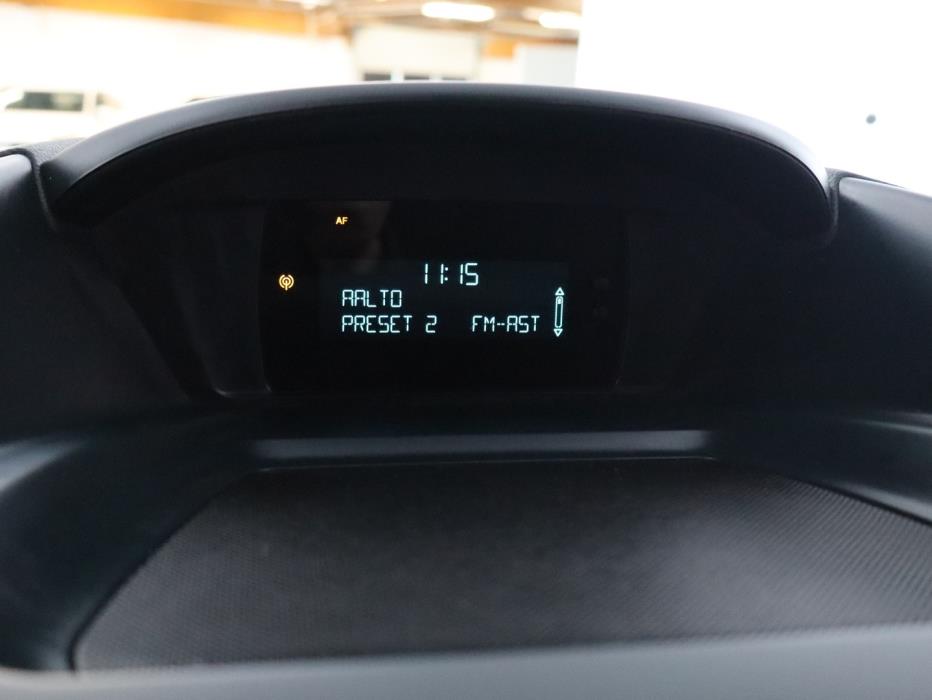 AF
11:15
AALTO
PRESET 2 FM-AST